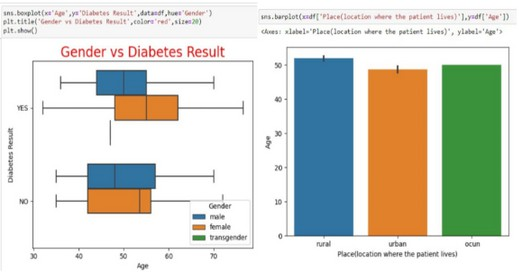 sns.boxplot(x='Age',y='Diabetes Result',data=df,hue='Gender')
plt.title('Gender vs Diabetes Result',color='red',size=20)
plt.show()
Gender vs Diabetes Result
Diabetes Result
YES
NO
Gender
male
female
transgender
30 40 50 60 70
Age
sns.barplot(x=df['Place(location where the patient lives)'],y=df['Age'])
<Axes: xlabel='Place(location where the patient lives)', ylabel='Age'>
Age
50
40
30
20
10
0
rural urban ocun
Place(location where the patient lives)